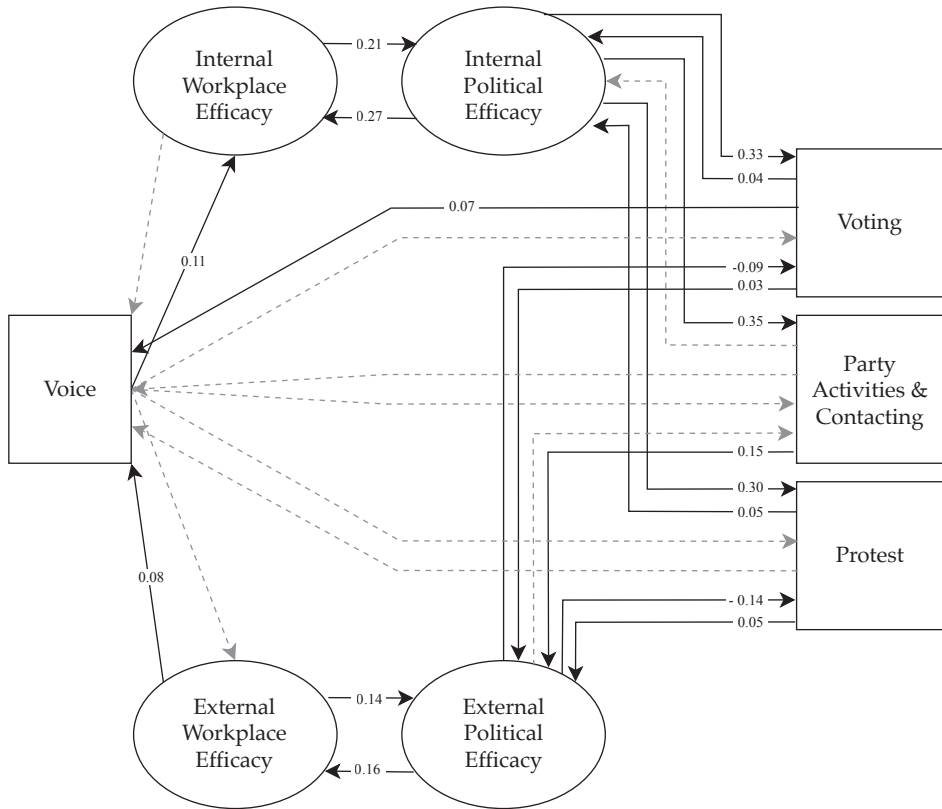 Internal
Workplace
Efficacy
0.21
0.27
Internal
Political
Efficacy
0.33
0.04
0.07
Voting
0.11
-0.09
0.03
0.35
Voice
Party
Activities &
Contacting
0.15
0.30
0.05
Protest
0.08
- 0.14
0.05
External
Workplace
Efficacy
0.14
0.16
External
Political
Efficacy